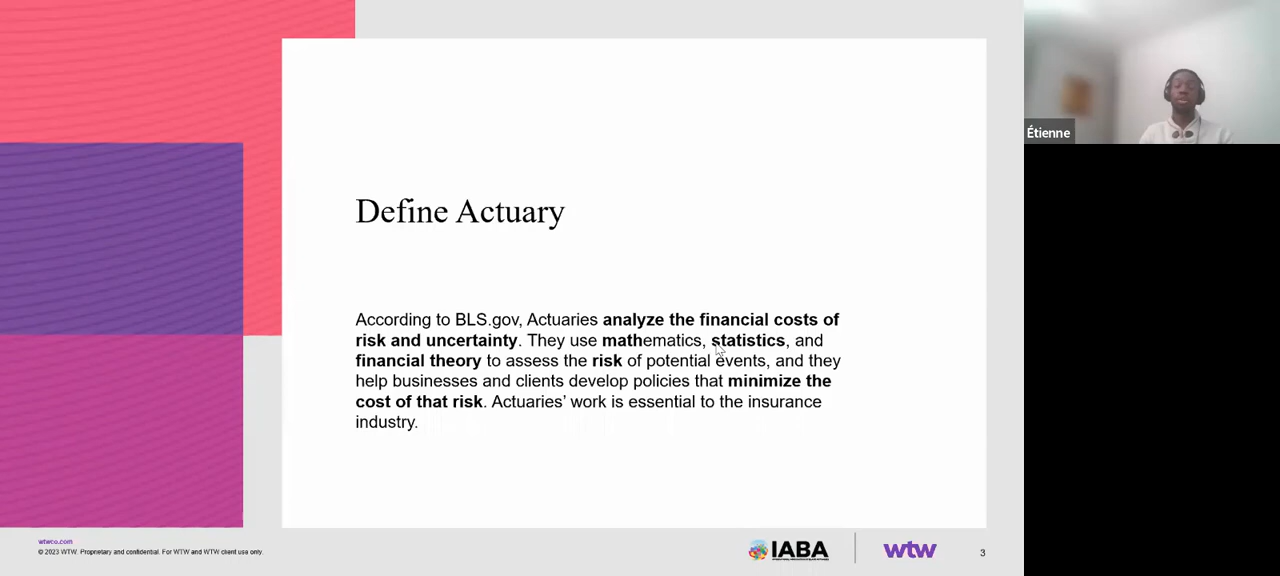 Define Actuary
According to BLS.gov, Actuaries analyze the financial costs of
risk and uncertainty. They use mathematics, statistics, and
financial theory to assess the risk of potential events, and they
help businesses and clients develop policies that minimize the
cost of that risk. Actuaries’ work is essential to the insurance
industry.
Étienne
wtwco.com
© 2023 WTW. Proprietary and confidential. For WTW and WTW client use only.
IABA
wtw
3